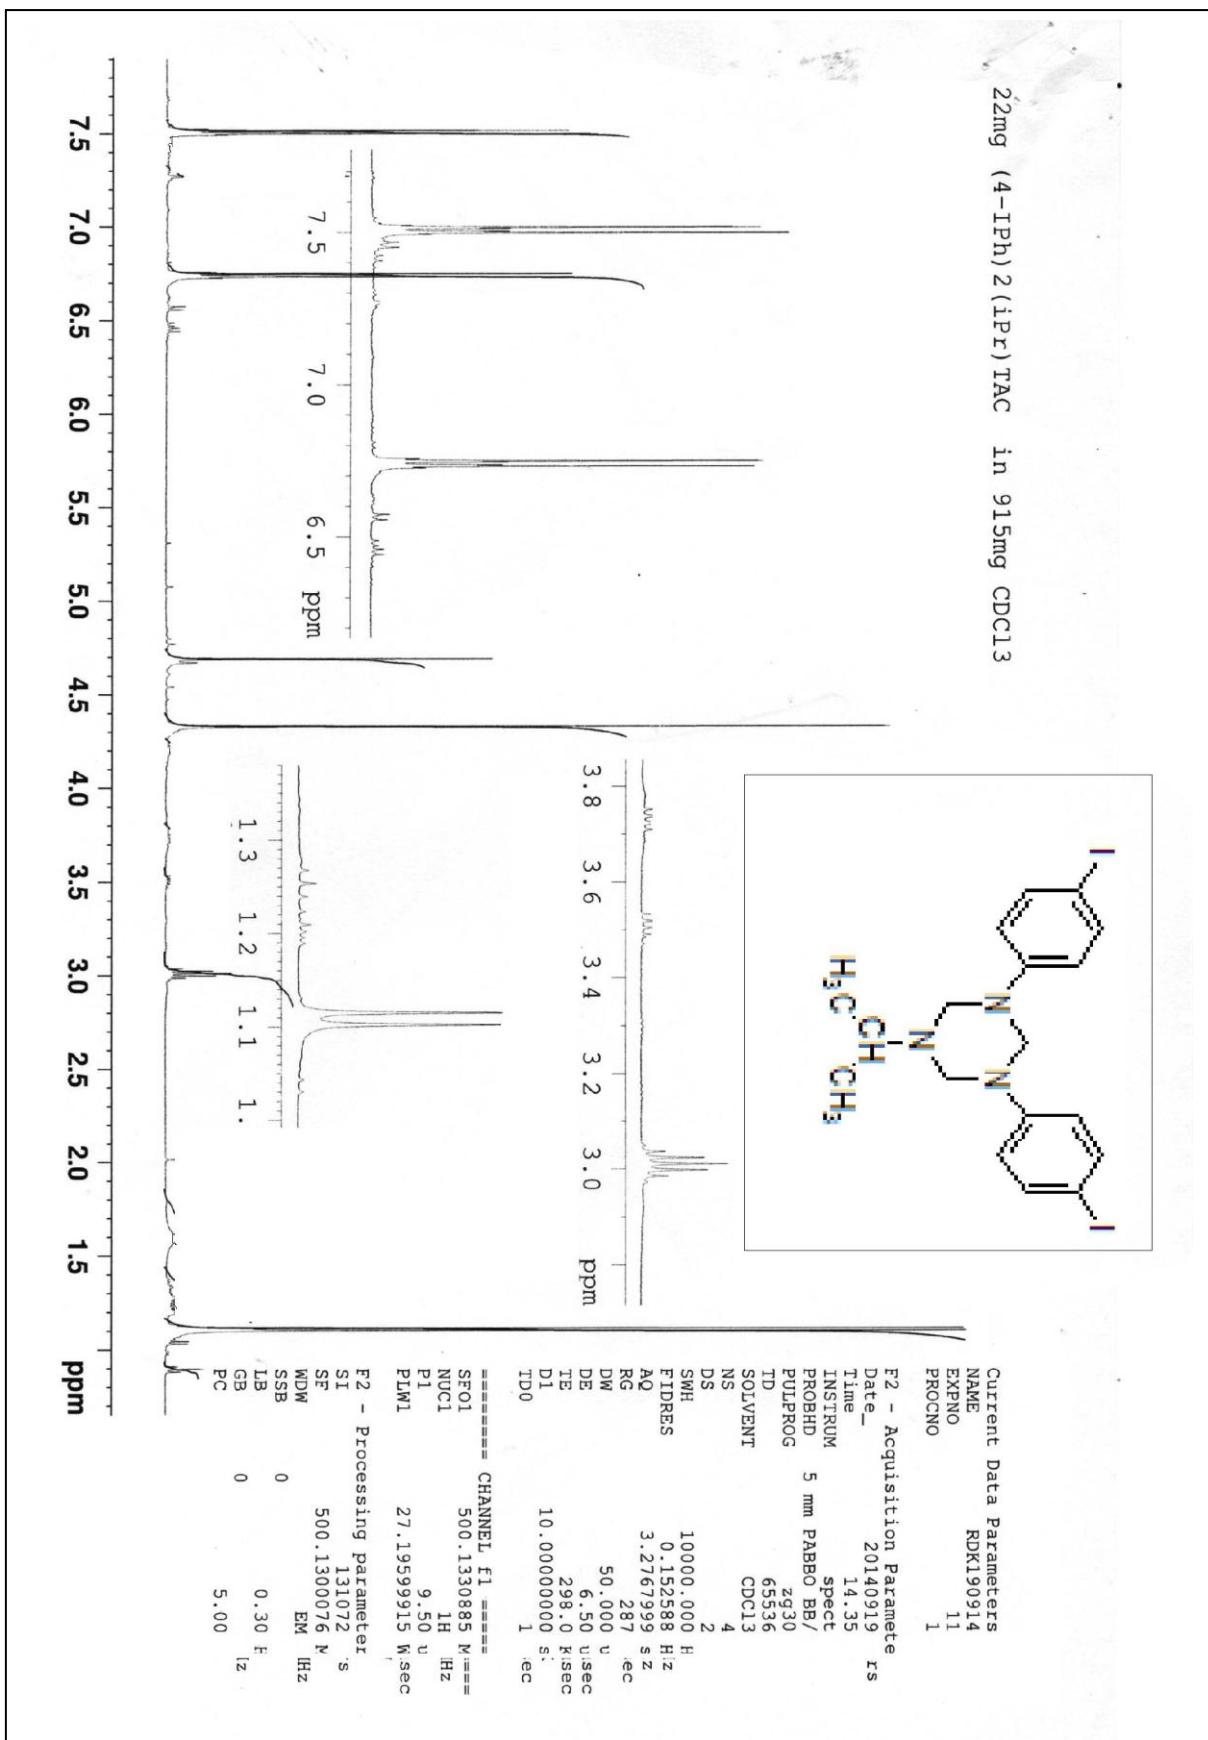 22mg (4-IPh)2(iPr)TAC in 915mg CDCl3
Current Data Parameters
NAME RDK190914
EXPNO 11
PROCNO 1
F2 - Acquisition Paramete rs
Date_ 20140919
Time 14.35
INSTRUM spect
PROBHD 5 mm PABBO BB/
PULPROG zg30
TD 65536
SOLVENT CDCl3
NS 4
DS 2
SWH 10000.000 H
FIDRES 0.152588 Hz
AQ 3.2767999 s z
RG 287 ec
DW 50.000 u
DE 6.50 usec
TE 298.0 K sec
D1 10.00000000 s
TD0 1 ec
======== CHANNEL f1 ========
SFO1 500.1330885 M
NUC1 1H Hz
P1 9.50 u
PLW1 27.19599915 W sec
F2 - Processing parameter s
SI 131072
SF 500.1300076 M
WDW EM Hz
SSB 0
LB 0.30 H
GB 0 z
PC 5.00
I
I
N
N
N
CH
H3C
CH3
3.8 3.6 3.4 3.2 3.0 ppm
7.5 7.0 6.5 ppm
1.3 1.2 1.1 1.
7.5 7.0 6.5 6.0 5.5 5.0 4.5 4.0 3.5 3.0 2.5 2.0 1.5 ppm